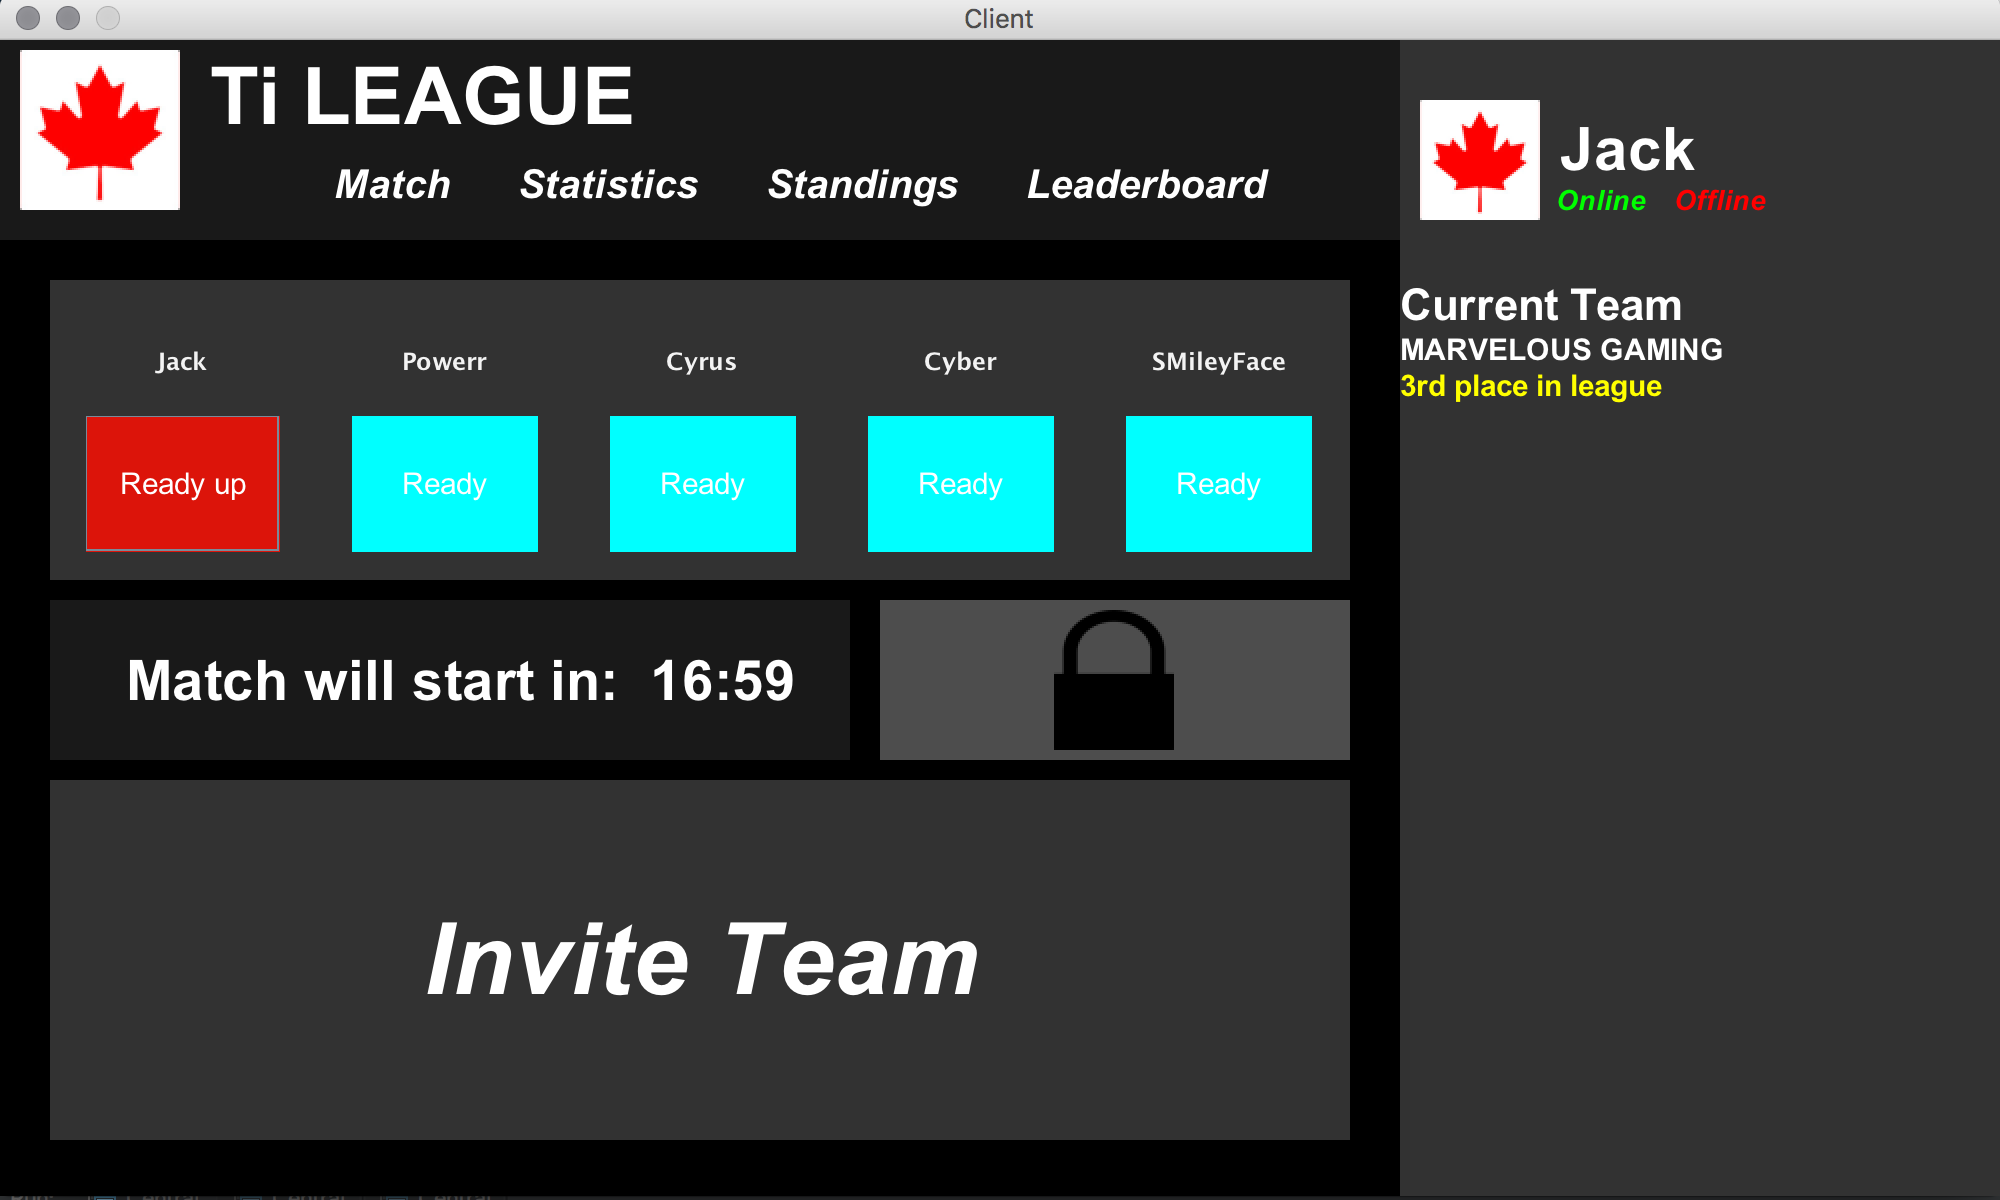 Client
Ti LEAGUE
Match Statistics Standings Leaderboard
Jack
Online Offline
Current Team
MARVELOUS GAMING
3rd place in league
Jack Powerr Cyrus Cyber SMileyFace
Ready up Ready Ready Ready Ready
Match will start in: 16:59
Invite Team